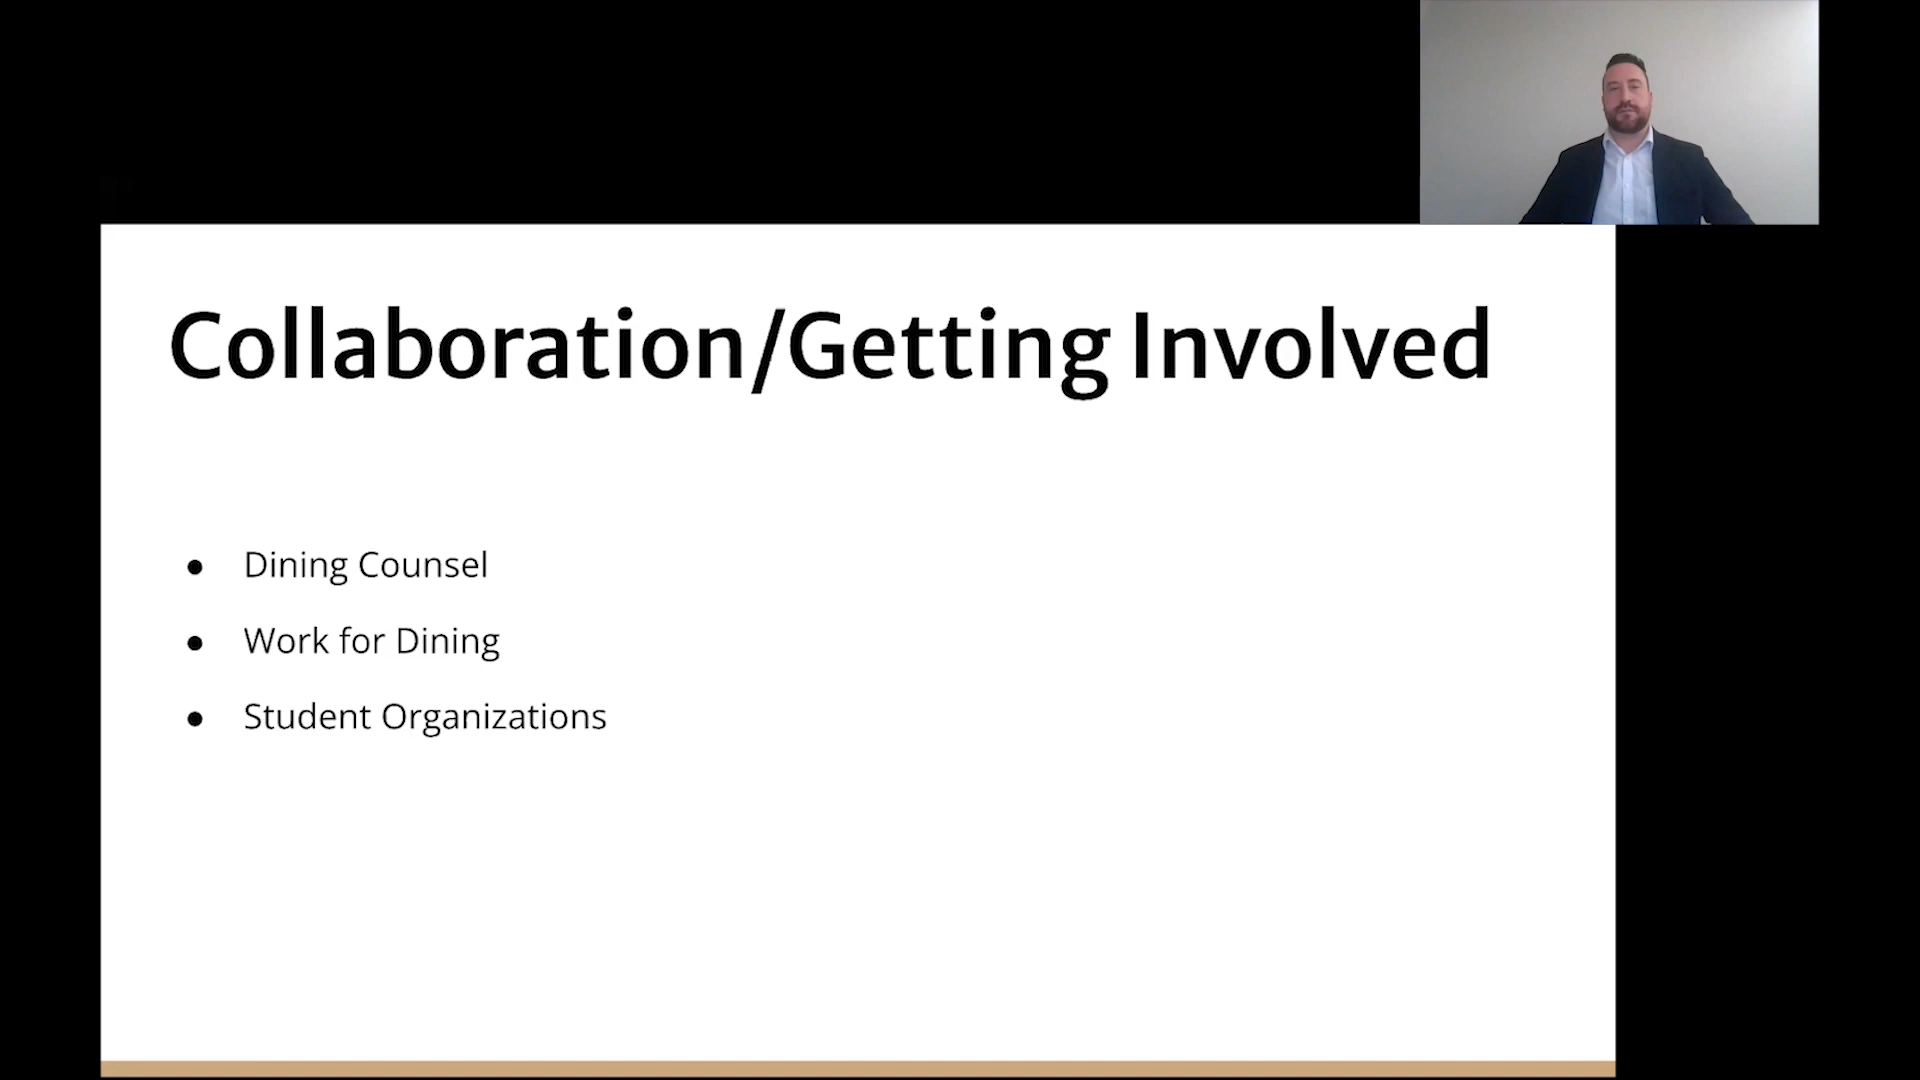 Collaboration/Getting Involved
● Dining Counsel
● Work for Dining
● Student Organizations